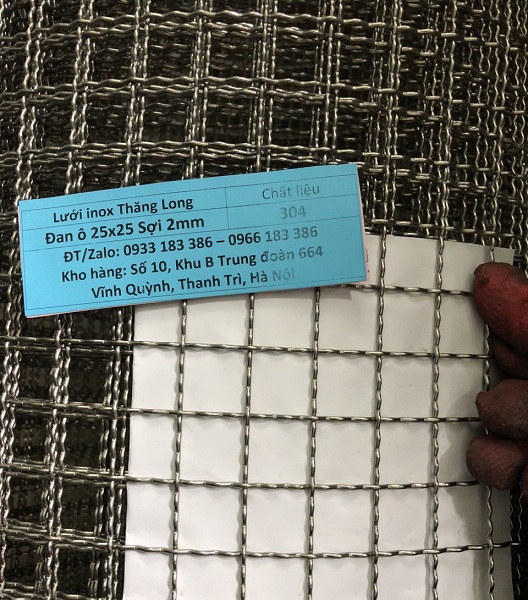 Lưới inox Thăng Long
Chất liệu
Đan ô 25x25 Sợi 2mm
304
ĐT/Zalo: 0933 183 386 – 0966 183 386
Kho hàng: Số 10, Khu B Trung đoàn 664
Vĩnh Quỳnh, Thanh Trì, Hà Nội